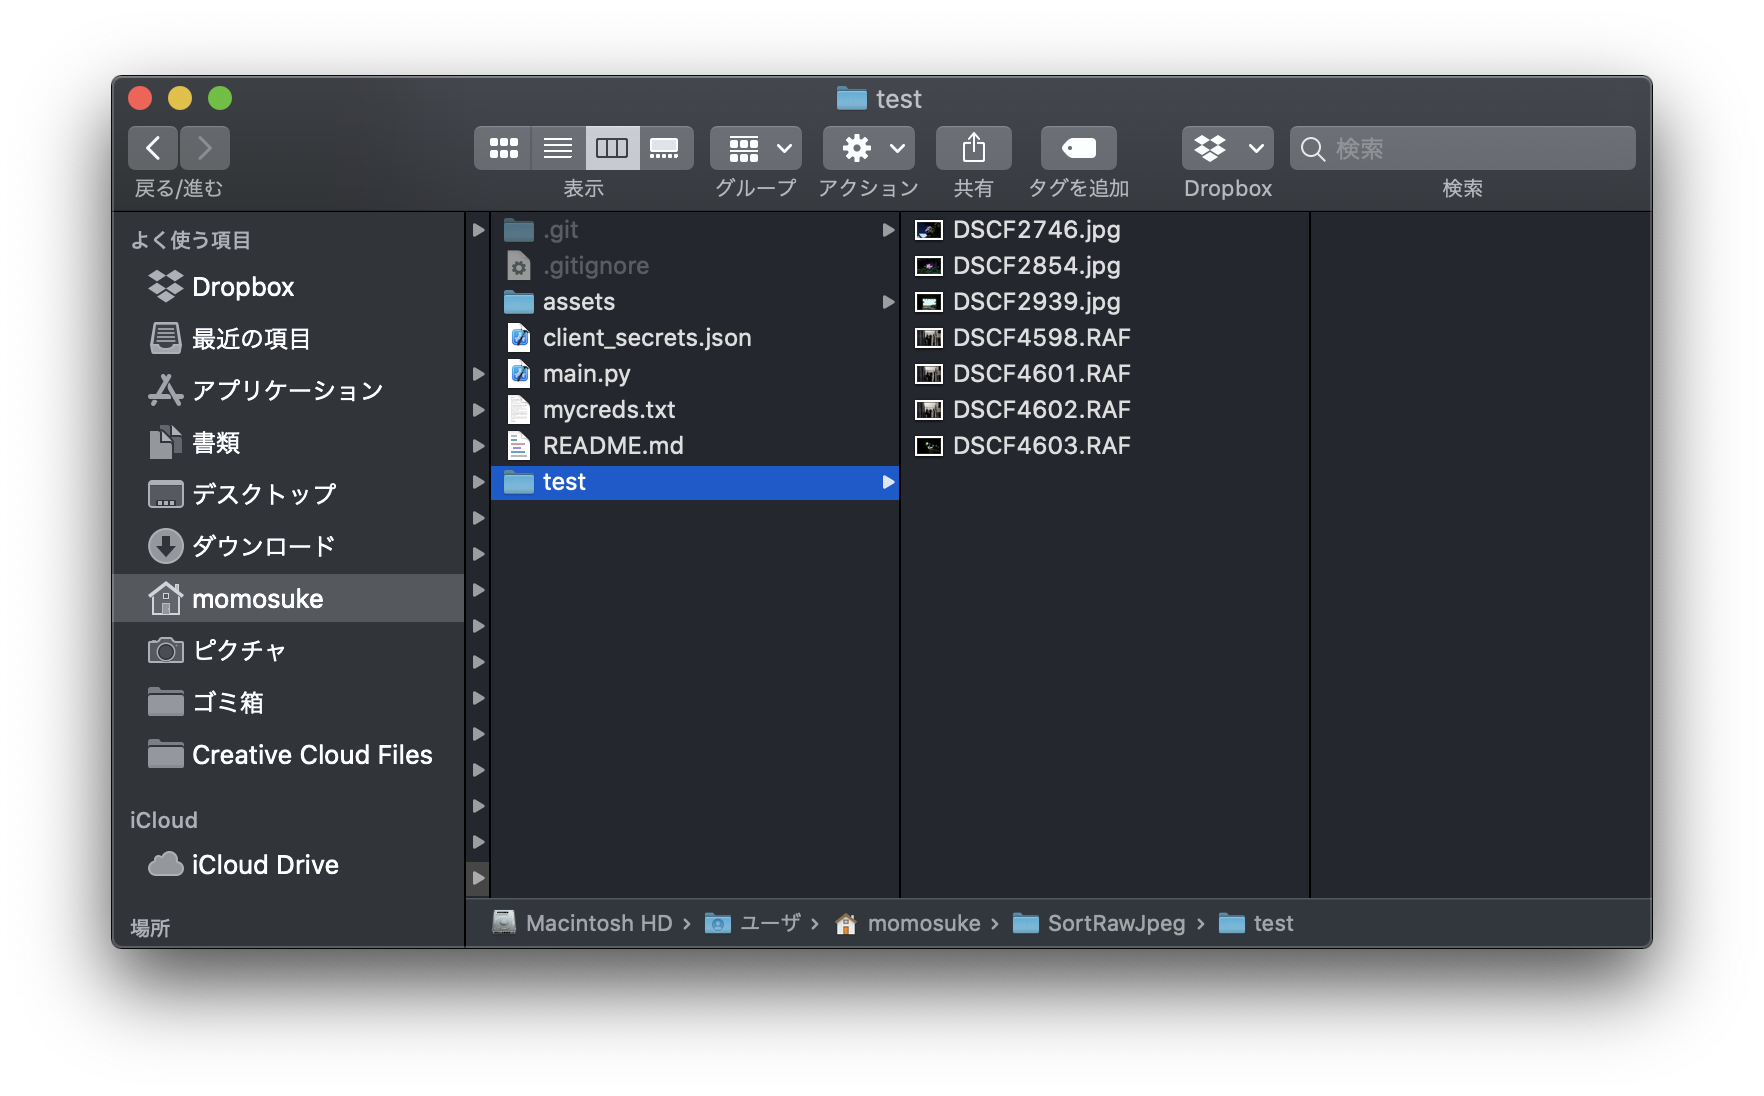 test
戻る/進む
表示
グループ
アクション
共有
タグを追加
Dropbox
検索
検索
よく使う項目
Dropbox
最近の項目
アプリケーション
書類
デスクトップ
ダウンロード
momosuke
ピクチャ
ゴミ箱
Creative Cloud Files
iCloud
iCloud Drive
場所
.git
.gitignore
assets
client_secrets.json
main.py
mycreds.txt
README.md
test
DSCF2746.jpg
DSCF2854.jpg
DSCF2939.jpg
DSCF4598.RAF
DSCF4601.RAF
DSCF4602.RAF
DSCF4603.RAF
Macintosh HD › ユーザ › momosuke › SortRawJpeg › test